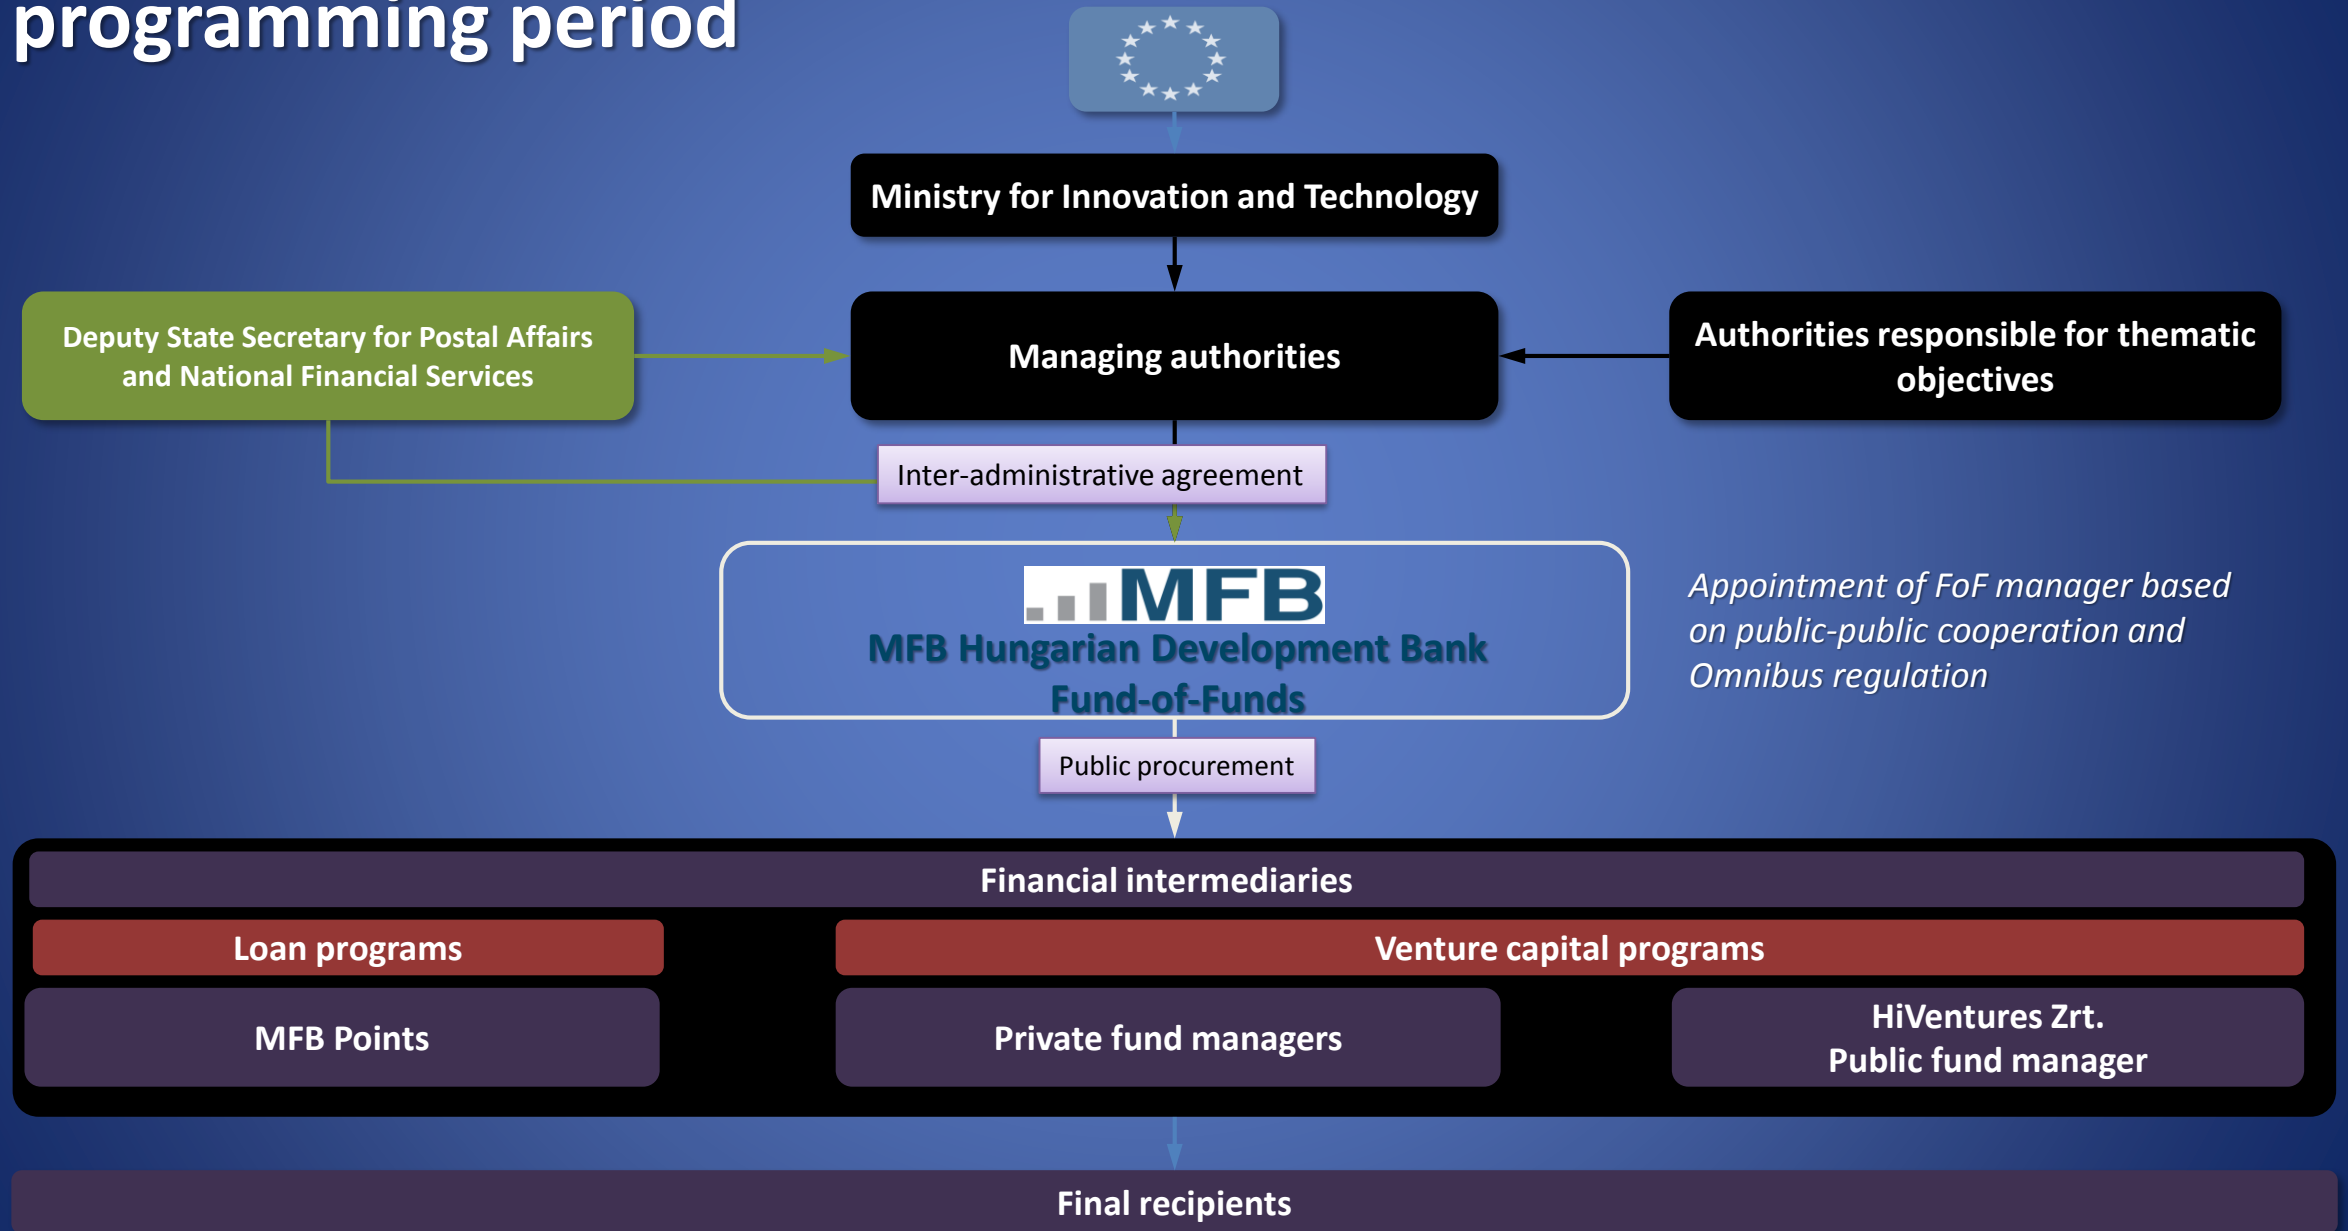 programming period
Ministry for Innovation and Technology
Deputy State Secretary for Postal Affairs
and National Financial Services
Managing authorities
Authorities responsible for thematic
objectives
Inter-administrative agreement
MFB
MFB Hungarian Development Bank
Fund-of-Funds
Appointment of FoF manager based
on public-public cooperation and
Omnibus regulation
Public procurement
Financial intermediaries
Loan programs
Venture capital programs
MFB Points
Private fund managers
HiVentures Zrt.
Public fund manager
Final recipients